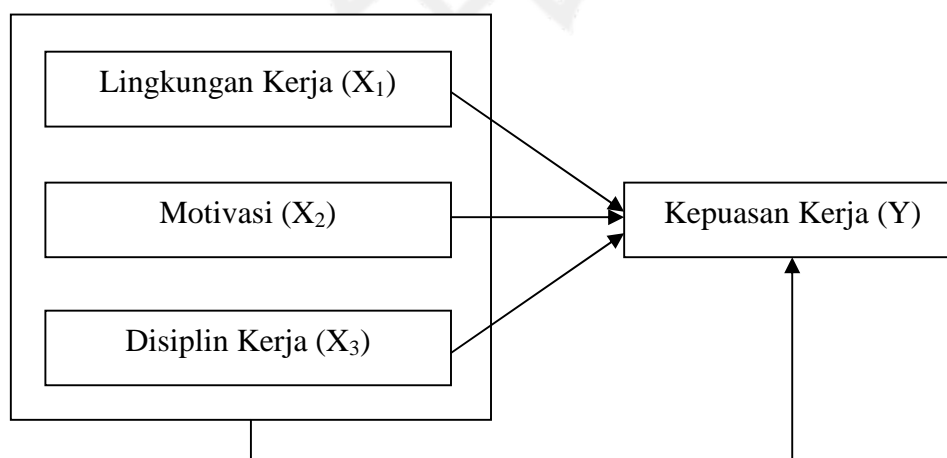 Lingkungan Kerja (X₁)
Motivasi (X₂)
Kepuasan Kerja (Y)
Disiplin Kerja (X₃)